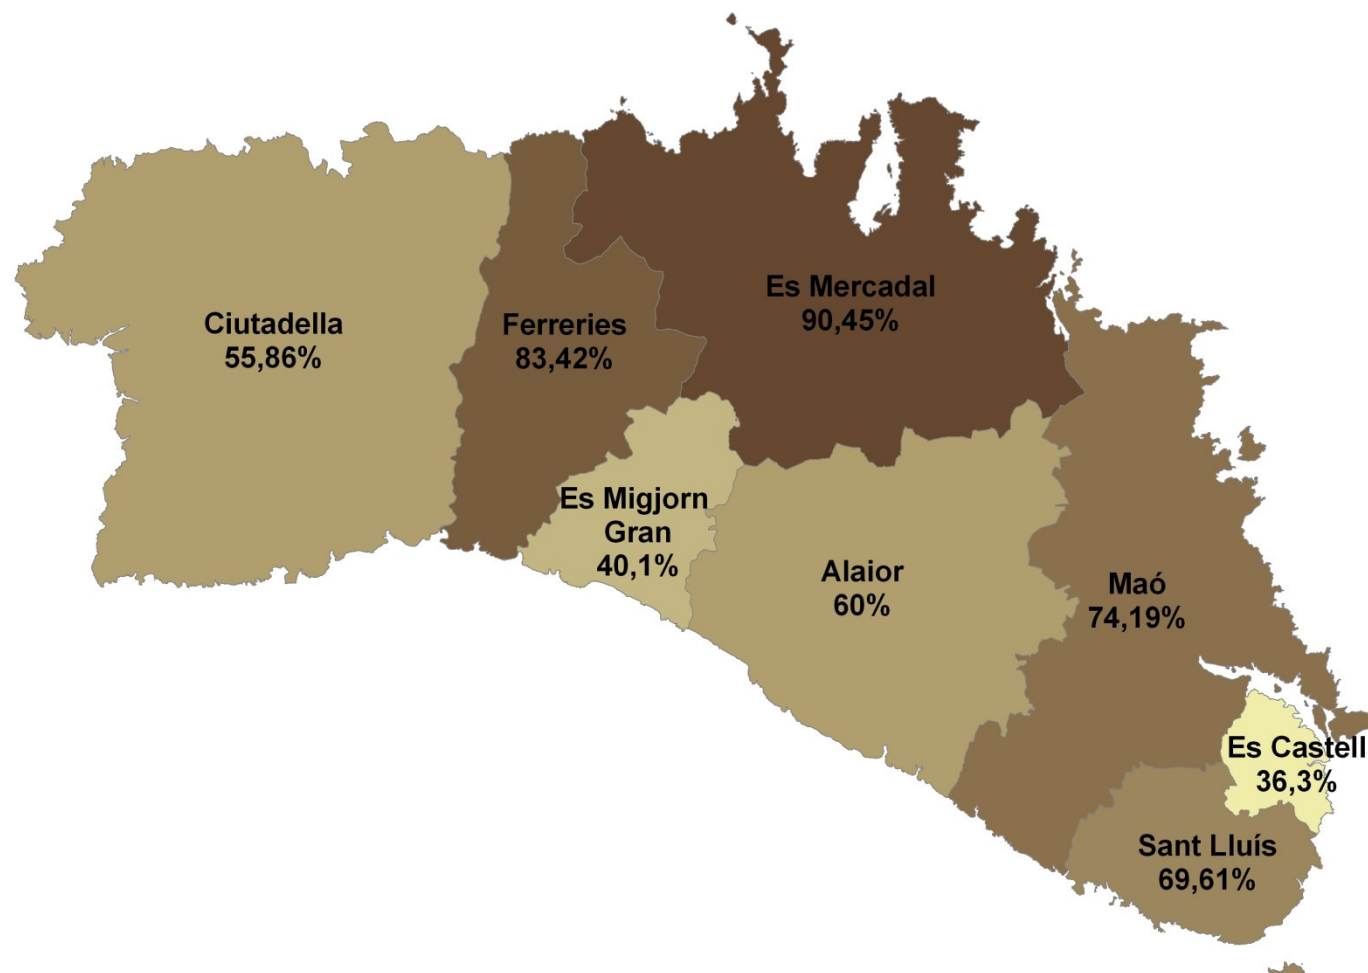 Es Mercadal
90,45%
Ciutadella
55,86%
Ferreries
83,42%
Es Migjorn
Gran
40,1%
Alaior
60%
Maó
74,19%
Es Castell
36,3%
Sant Lluís
69,61%